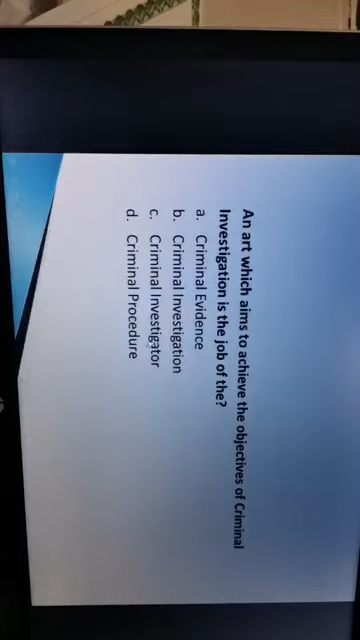 An art which aims to achieve the objectives of Criminal
Investigation is the job of the?
a. Criminal Evidence
b. Criminal Investigation
c. Criminal Investigator
d. Criminal Procedure